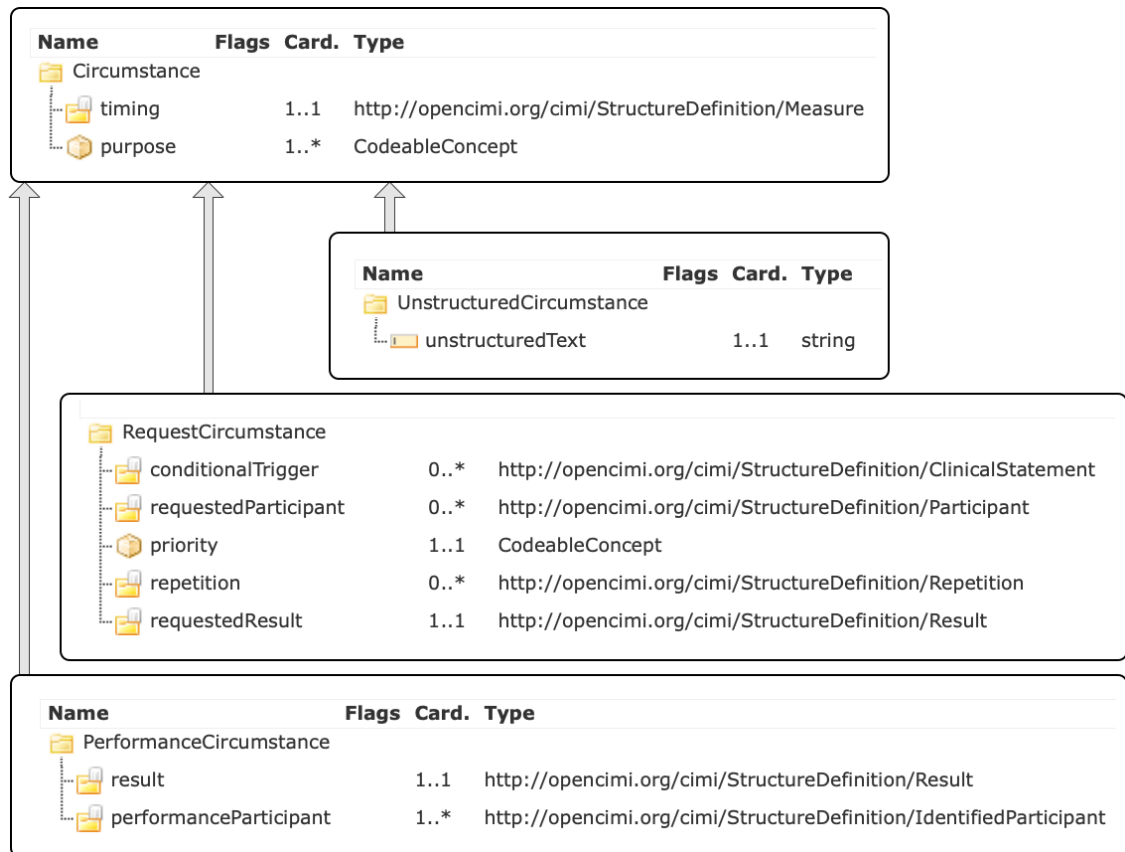 Name Flags Card. Type
Circumstance
timing 1..1 http://opencimi.org/cimi/StructureDefinition/Measure
purpose 1..* CodeableConcept
Name Flags Card. Type
UnstructuredCircumstance
unstructuredText 1..1 string
RequestCircumstance
conditionalTrigger 0..* http://opencimi.org/cimi/StructureDefinition/ClinicalStatement
requestedParticipant 0..* http://opencimi.org/cimi/StructureDefinition/Participant
priority 1..1 CodeableConcept
repetition 0..* http://opencimi.org/cimi/StructureDefinition/Repetition
requestedResult 1..1 http://opencimi.org/cimi/StructureDefinition/Result
Name Flags Card. Type
PerformanceCircumstance
result 1..1 http://opencimi.org/cimi/StructureDefinition/Result
performanceParticipant 1..* http://opencimi.org/cimi/StructureDefinition/IdentifiedParticipant